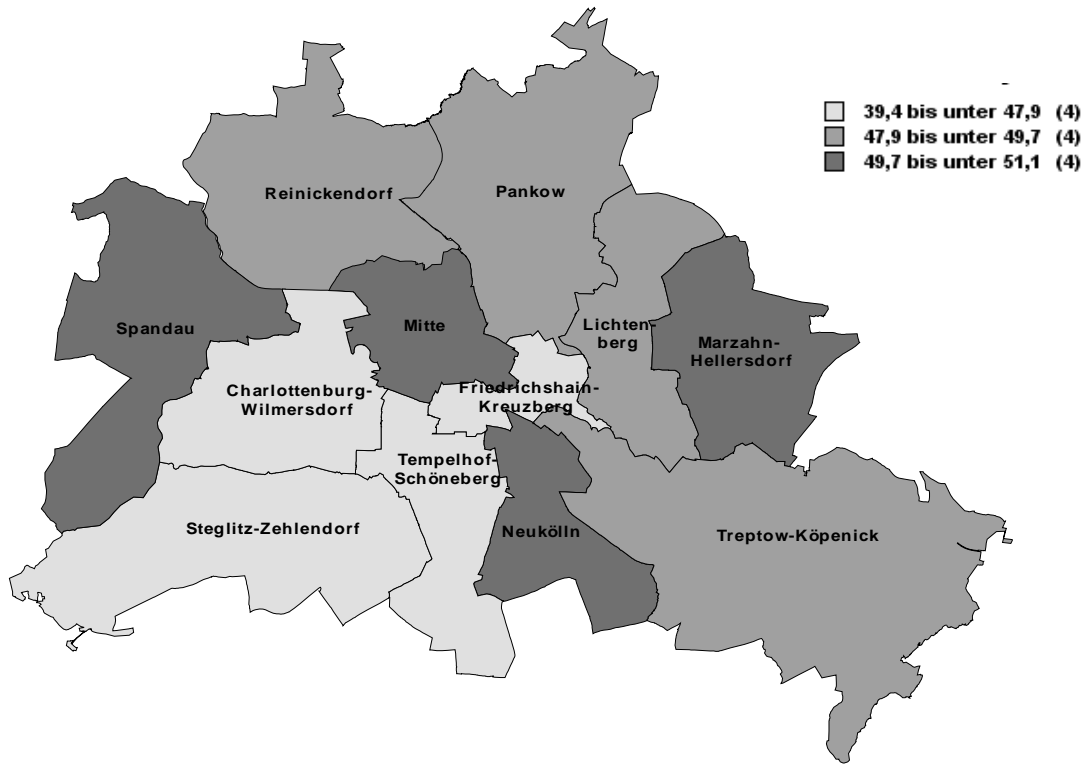 39,4 bis unter 47,9 (4)
47,9 bis unter 49,7 (4)
49,7 bis unter 51,1 (4)
Reinickendorf
Pankow
Spandau
Mitte
Lichten-
berg
Marzahn-
Hellersdorf
Charlottenburg-
Wilmersdorf
Friedrichshain-
Kreuzberg
Tempelhof-
Schöneberg
Steglitz-Zehlendorf
Neukölln
Treptow-Köpenick